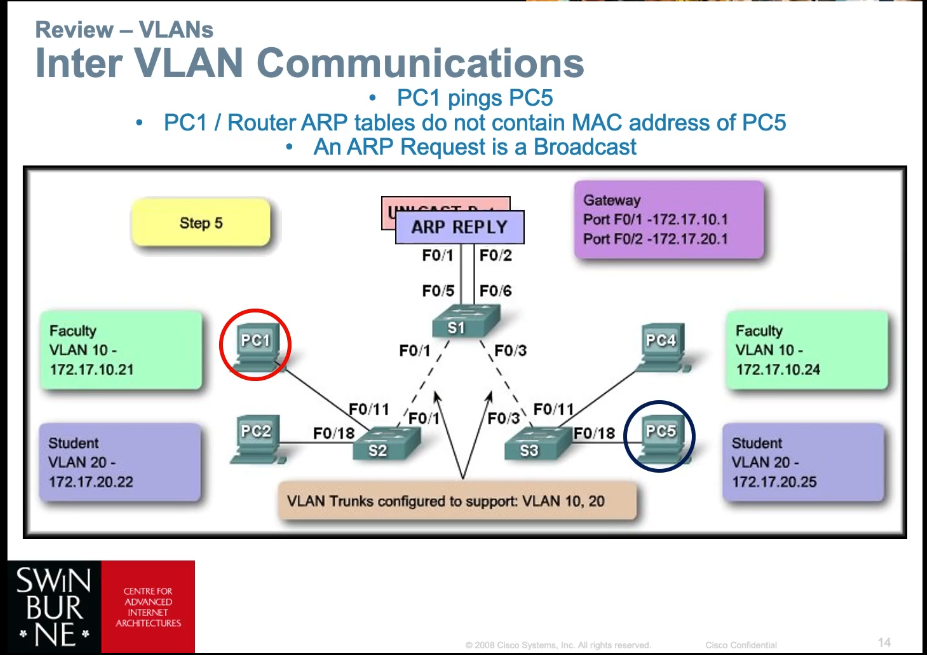 Review – VLANs
Inter VLAN Communications
• PC1 pings PC5
• PC1 / Router ARP tables do not contain MAC address of PC5
• An ARP Request is a Broadcast
Step 5
ARP REPLY
Gateway
Port F0/1 -172.17.10.1
Port F0/2 -172.17.20.1
F0/1 F0/2
F0/5 F0/6
S1
Faculty
VLAN 10 -
172.17.10.21
PC1
F0/1 F0/3
PC4
Faculty
VLAN 10 -
172.17.10.24
F0/11 F0/1 F0/3 F0/11
Student
VLAN 20 -
172.17.20.22
PC2
F0/18
S2
S3
F0/18
PC5
Student
VLAN 20 -
172.17.20.25
VLAN Trunks configured to support: VLAN 10, 20
SWIN
BUR
* NE *
CENTRE FOR
ADVANCED
INTERNET
ARCHITECTURES
© 2008 Cisco Systems, Inc. All rights reserved.
Cisco Confidential
14